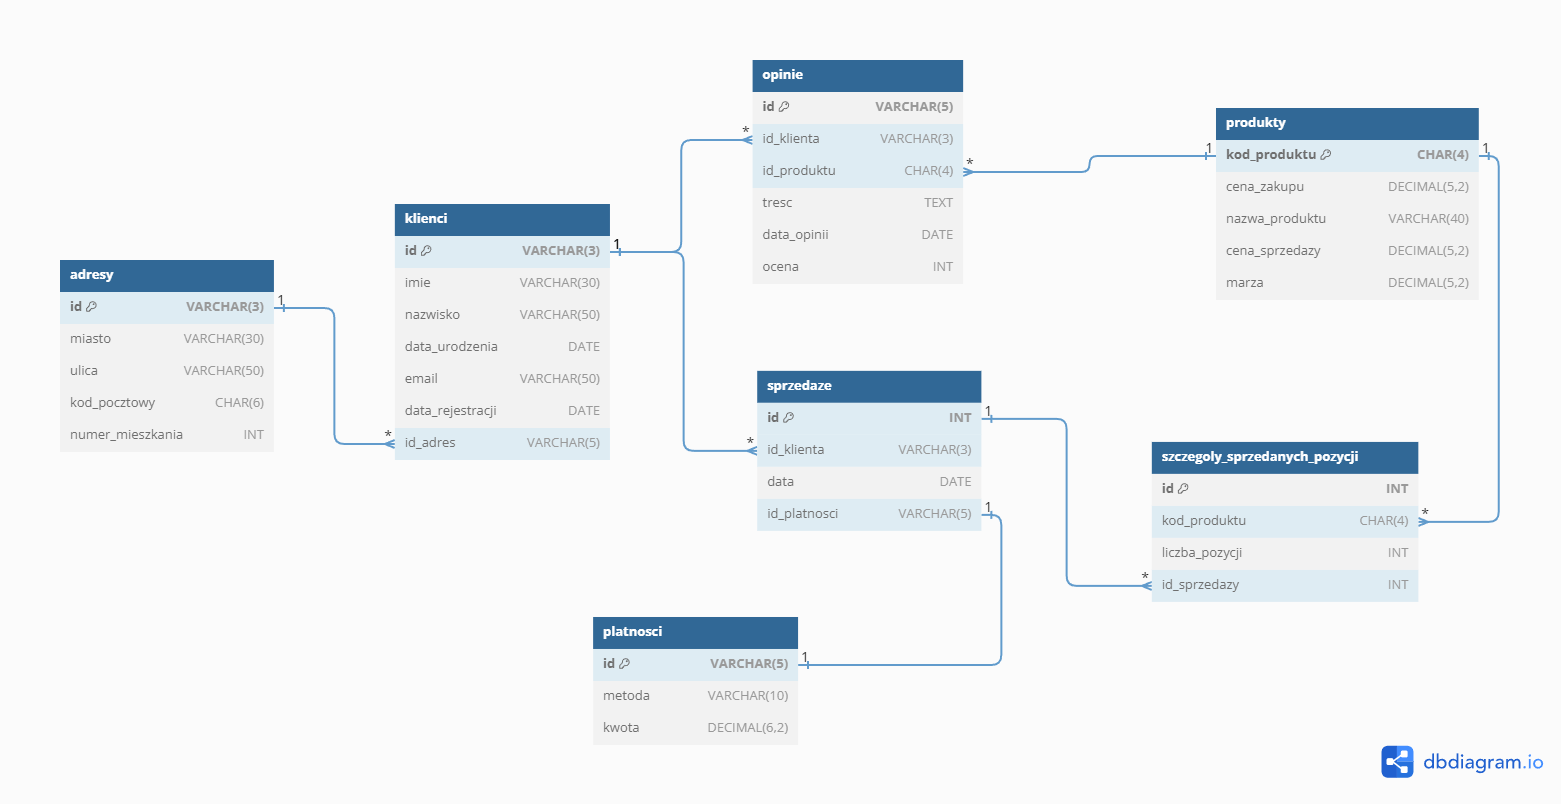 opinie
id VARCHAR(5)
* id_klienta VARCHAR(3)
id_produktu CHAR(4) *
tresc TEXT
data_opinii DATE
ocena INT
produkty
1 kod_produktu CHAR(4) 1
cena_zakupu DECIMAL(5,2)
nazwa_produktu VARCHAR(40)
cena_sprzedazy DECIMAL(5,2)
marza DECIMAL(5,2)
klienci
id VARCHAR(3) 1
imie VARCHAR(30)
nazwisko VARCHAR(50)
data_urodzenia DATE
email VARCHAR(50)
data_rejestracji DATE
* id_adres VARCHAR(5)
adresy
id VARCHAR(3) 1
miasto VARCHAR(30)
ulica VARCHAR(50)
kod_pocztowy CHAR(6)
numer_mieszkania INT
sprzedaze
id INT 1
* id_klienta VARCHAR(3)
data DATE
id_platnosci VARCHAR(5) 1
szczegoly_sprzedanych_pozycji
id INT
kod_produktu CHAR(4) *
liczba_pozycji INT
* id_sprzedazy INT
platnosci
id VARCHAR(5) 1
metoda VARCHAR(10)
kwota DECIMAL(6,2)
dbdiagram.io